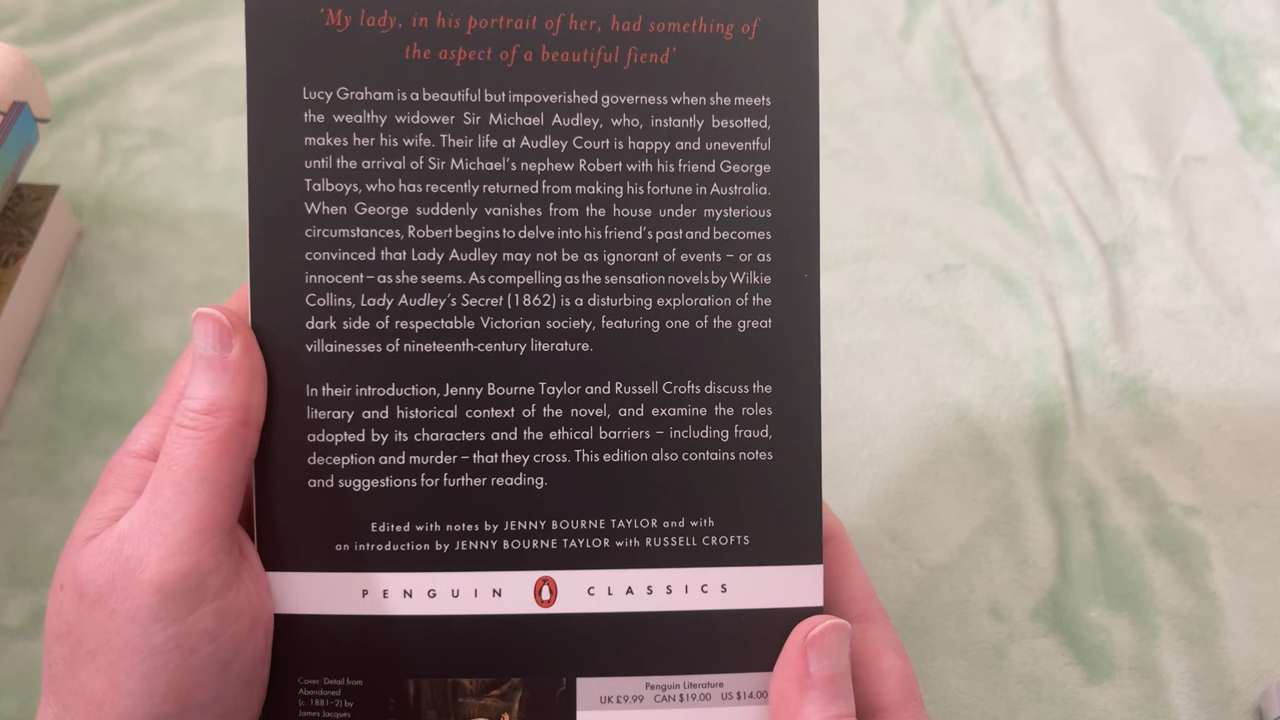 'My lady, in his portrait of her, had something of
the aspect of a beautiful fiend'
Lucy Graham is a beautiful but impoverished governess when she meets
the wealthy widower Sir Michael Audley, who, instantly besotted,
makes her his wife. Their life at Audley Court is happy and uneventful
until the arrival of Sir Michael's nephew Robert with his friend George
Talboys, who has recently returned from making his fortune in Australia.
When George suddenly vanishes from the house under mysterious
circumstances, Robert begins to delve into his friend's past and becomes
convinced that Lady Audley may not be as ignorant of events – or as
innocent – as she seems. As compelling as the sensation novels by Wilkie
Collins, Lady Audley's Secret (1862) is a disturbing exploration of the
dark side of respectable Victorian society, featuring one of the great
villainesses of nineteenth-century literature.
In their introduction, Jenny Bourne Taylor and Russell Crofts discuss the
literary and historical context of the novel, and examine the roles
adopted by its characters and the ethical barriers – including fraud,
deception and murder – that they cross. This edition also contains notes
and suggestions for further reading.
Edited with notes by JENNY BOURNE TAYLOR and with
an introduction by JENNY BOURNE TAYLOR with RUSSELL CROFTS
PENGUIN CLASSICS
Cover: Detail from
Abandoned
(c. 1881–2) by
James Jacques
Penguin Literature
UK £9.99 CAN $19.00 US $14.00